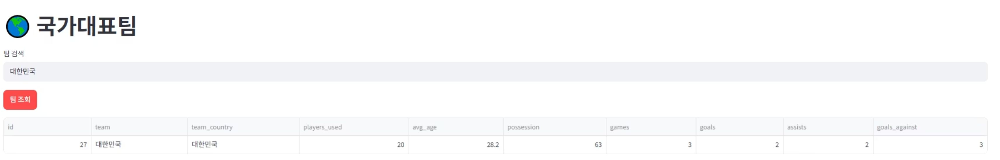 국가대표팀
팀 검색
대한민국
팀 조회
id team team_country players_used avg_age possession games goals assists goals_against
27 대한민국 대한민국 20 28.2 63 3 2 2 3